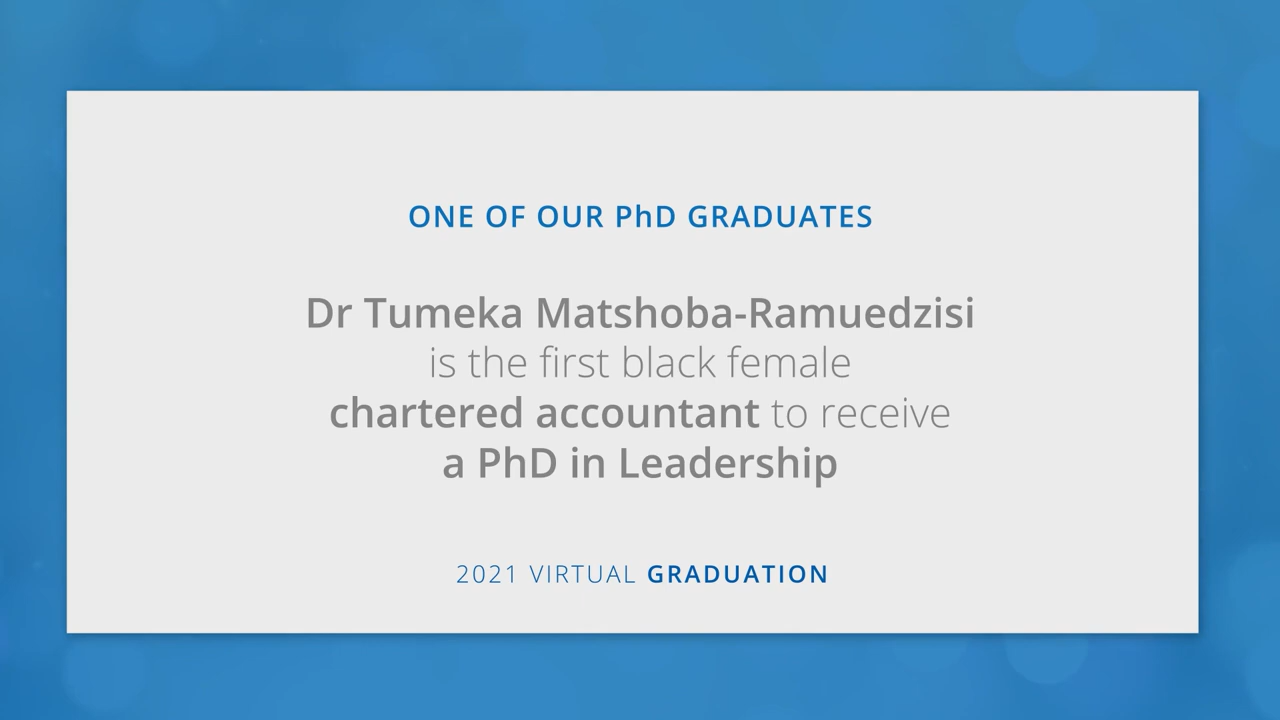 ONE OF OUR PhD GRADUATES
Dr Tumeka Matshoba-Ramuedzisi
is the first black female
chartered accountant to receive
a PhD in Leadership
2021 VIRTUAL GRADUATION